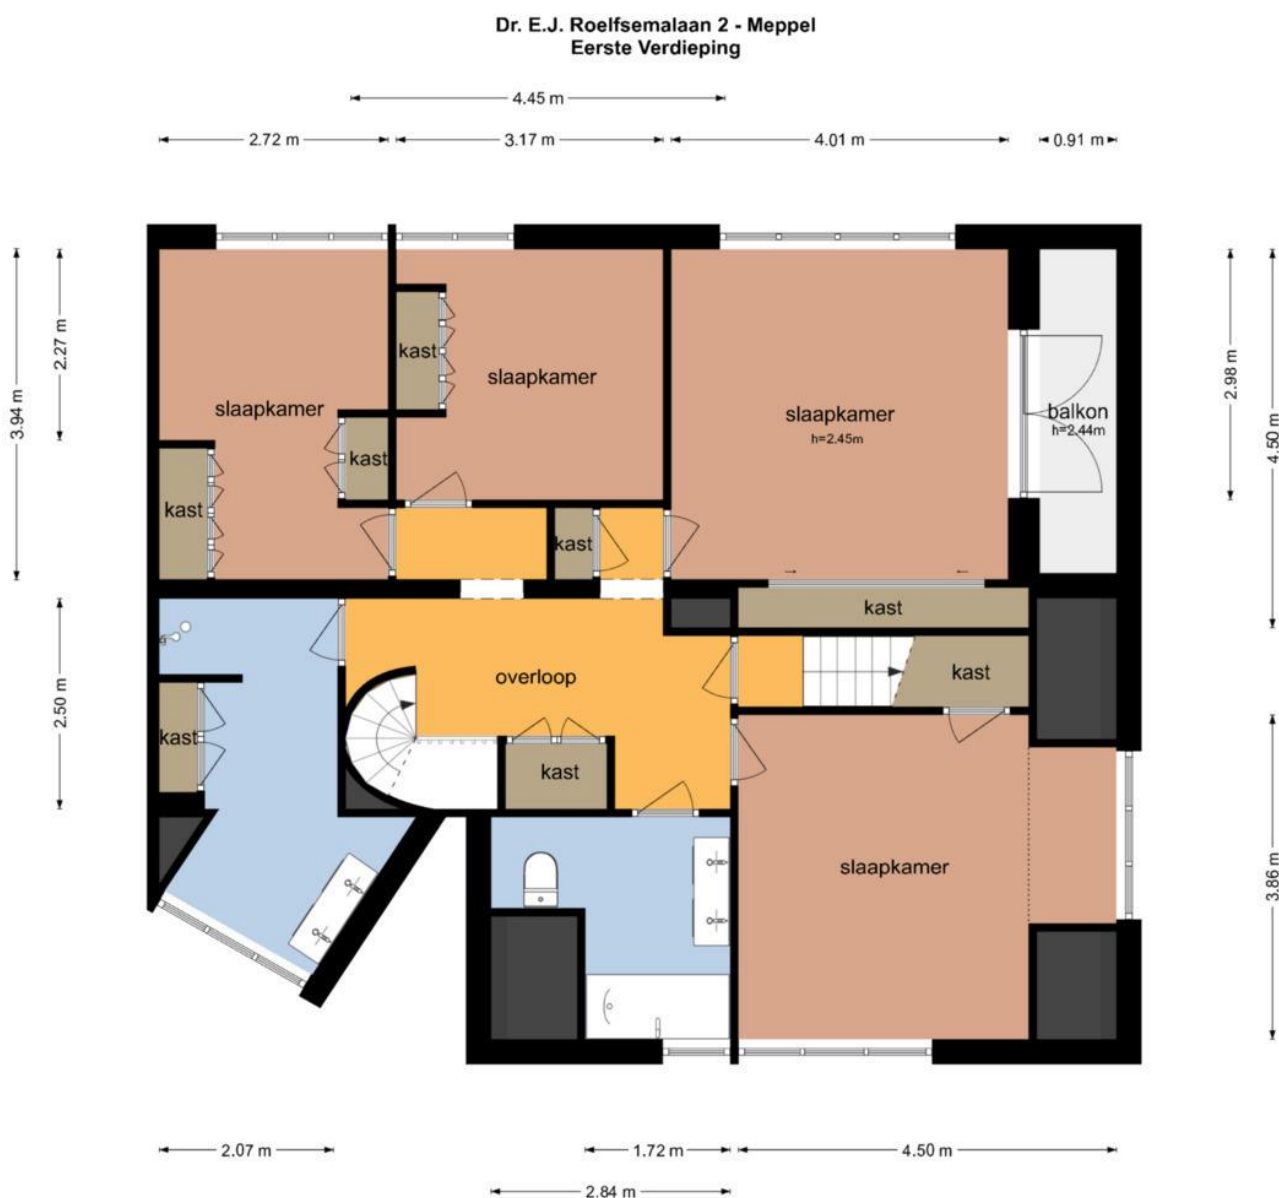 Dr. E.J. Roelfsemalaan 2 - Meppel
Eerste Verdieping
4.45 m
2.72 m
3.17 m
4.01 m
0.91 m
3.94 m
2.27 m
2.98 m
4.50 m
kast
slaapkamer
slaapkamer
slaapkamer
h=2.45m
balkon
h=2.44m
kast
kast
kast
kast
2.50 m
overloop
kast
kast
kast
slaapkamer
3.86 m
2.07 m
1.72 m
4.50 m
2.84 m